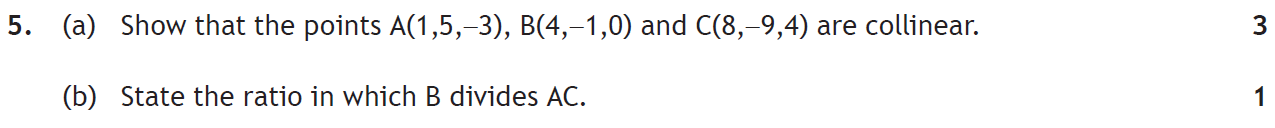 5. (a) Show that the points A(1,5,–3), B(4,–1,0) and C(8,–9,4) are collinear. 3
(b) State the ratio in which B divides AC. 1